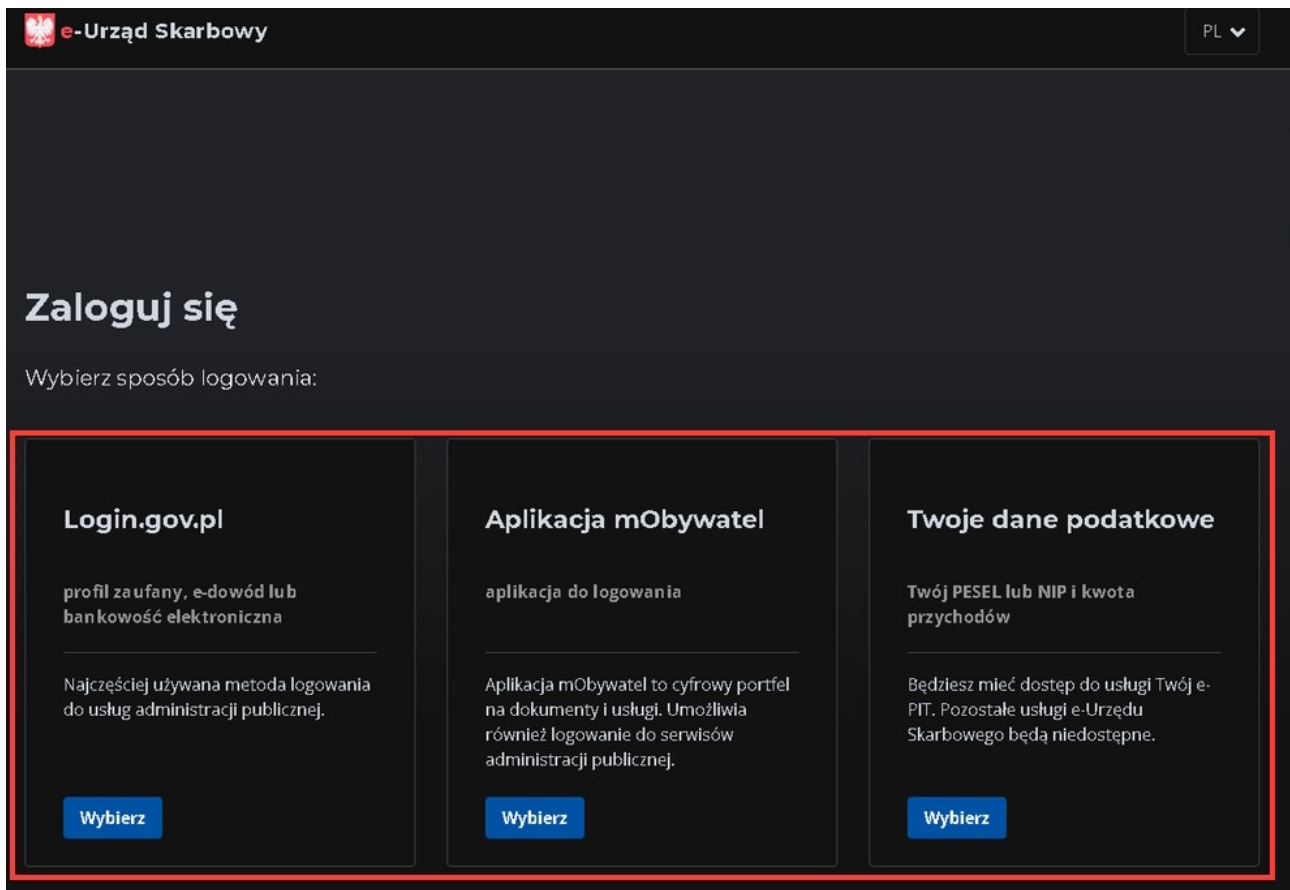 e-Urząd Skarbowy
PL
Zaloguj się
Wybierz sposób logowania:
Login.gov.pl
profil zaufany, e-dowód lub
bankowość elektroniczna
Najczęściej używana metoda logowania
do usług administracji publicznej.
Wybierz
Aplikacja mObywatel
aplikacja do logowania
Aplikacja mObywatel to cyfrowy portfel
na dokumenty i usługi. Umożliwia
również logowanie do serwisów
administracji publicznej.
Wybierz
Twoje dane podatkowe
Twój PESEL lub NIP i kwota
przychodów
Będziesz mieć dostęp do usługi Twój e-
PIT. Pozostałe usługi e-Urzędu
Skarbowego będą niedostępne.
Wybierz